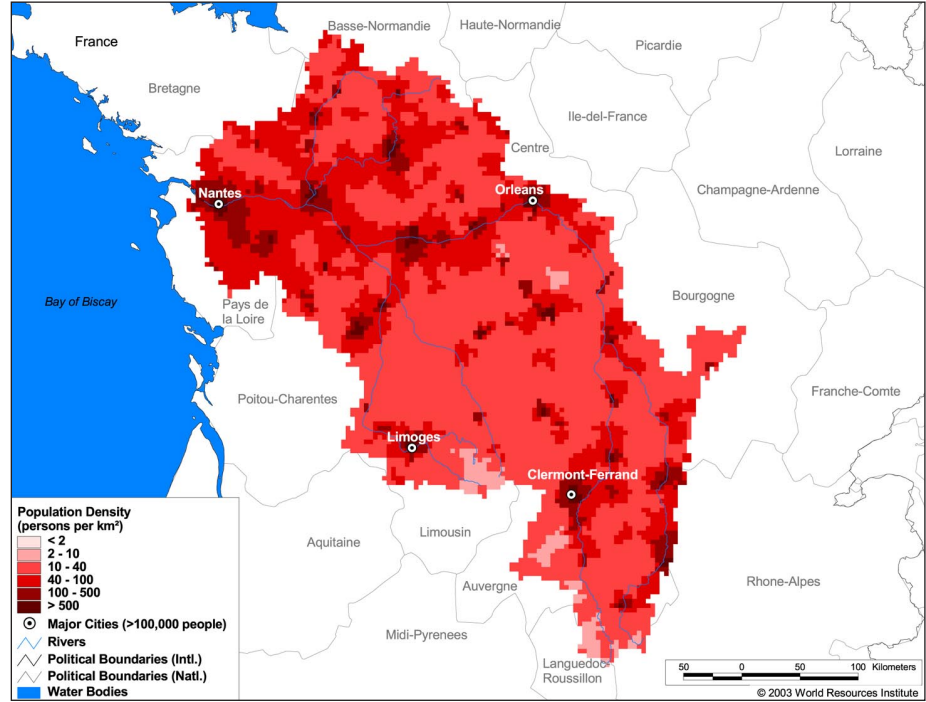 Basse-Normandie
Haute-Normandie
Picardie
France
Bretagne
Ile-del-France
Lorraine
Centre
Champagne-Ardenne
Nantes
Orleans
Bay of Biscay
Pays de
la Loire
Bourgogne
Poitou-Charentes
Franche-Comte
Limoges
Clermont-Ferrand
Limousin
Aquitaine
Auvergne
Rhone-Alpes
Midi-Pyrenees
Languedoc-
Roussillon
Population Density
(persons per km²)
< 2
2 - 10
10 - 40
40 - 100
100 - 500
> 500
Major Cities (>100,000 people)
Rivers
Political Boundaries (Intl.)
Political Boundaries (Natl.)
Water Bodies
50 0 50 100 Kilometers
© 2003 World Resources Institute